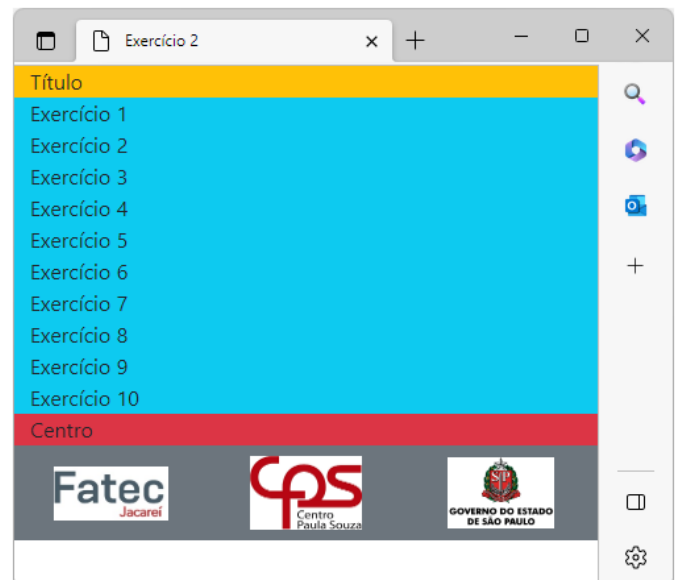 Exercício 2
Título
Exercício 1
Exercício 2
Exercício 3
Exercício 4
Exercício 5
Exercício 6
Exercício 7
Exercício 8
Exercício 9
Exercício 10
Centro
Fatec
Jacareí
CPS
Centro
Paula Souza
GOVERNO DO ESTADO
DE SÃO PAULO